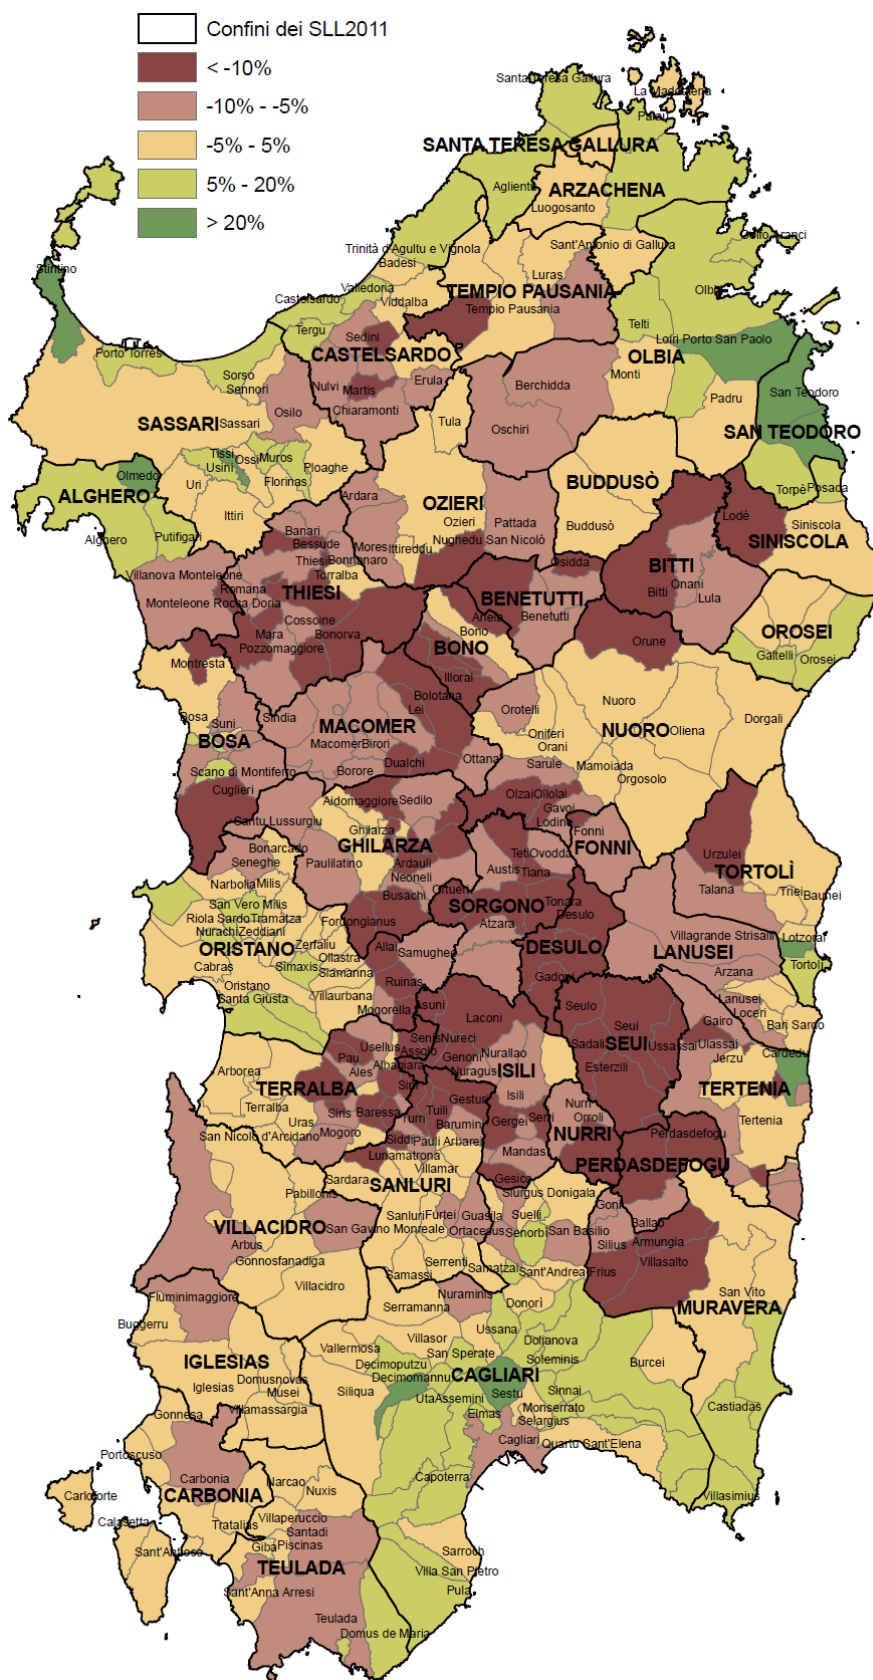 Confini dei SLL2011
< -10%
-10% - -5%
-5% - 5%
5% - 20%
> 20%
Santa Teresa Gallura
La Maddalena
Palau
SANTA TERESA GALLURA
Aglientu
ARZACHENA
Luogosanto
Trinità d'Agultu e Vignola
Sant'Antonio di Gallura
Golfo Aranci
Badesi
Luras
Stintino
Valledoria
TEMPIO PAUSANIA
Olbia
Castelsardo
Viddalba
Tempio Pausania
Tergu
Telti
Sedini
Loiri Porto San Paolo
CASTELSARDO
OLBIA
Porto Torres
Sorso
Erula
Berchidda
Monti
Sennori
Nulvi
Martis
San Teodoro
Osilo
Chiaramonti
Padru
SASSARI
Sassari
Tula
Oschiri
SAN TEODORO
Tissi
Ossi
Muros
Usini
Ploaghe
Olmedo
Uri
Florinas
BUDDUSÒ
Torpè
Posada
ALGHERO
Ardara
OZIERI
Lodè
Ittiri
Ozieri
Pattada
Buddusò
Siniscola
Alghero
Putifigari
Banari
Mores
Nughedu San Nicolò
SINISCOLA
Bessude
Ittireddu
Thiesi
Bonnanaro
Osidda
BITTI
Villanova Monteleone
Torralba
Onanì
Romana
THIESI
BENETUTTI
Bitti
Lula
Monteleone Rocca Doria
Anela
Benetutti
OROSEI
Mara
Cossoine
Bonorva
Bono
Orune
Pozzomaggiore
BONO
Galtellì
Orosei
Montresta
Illorai
Bolotana
Nuoro
Lei
Orotelli
Dorgali
Bosa
Suni
Sindia
MACOMER
Oniferi
NUORO
Oliena
BOSA
Macomer
Birori
Orani
Ottana
Sarule
Mamoiada
Scano di Montiferro
Borore
Dualchi
Orgosolo
Cuglieri
Aidomaggiore
Sedilo
Olzai
Ollolai
Gavoi
Santu Lussurgiu
Ghilarza
Lodine
Fonni
Bonarcado
GHILARZA
FONNI
Urzulei
Seneghe
Paulilatino
Ardauli
Teti
Ovodda
TORTOLÌ
Neoneli
Austis
Tiana
Talana
Narbolia
Milis
Busachi
Triei
Baunei
San Vero Milis
SORGONO
Tonara
Riola Sardo
Tramatza
Fordongianus
Desulo
Nurachi
Zeddiani
Atzara
Villagrande Strisaili
Lotzorai
ORISTANO
Zerfaliu
Allai
DESULO
LANUSEI
Ollastra
Samugheo
Cabras
Simaxis
Siamanna
Gadoni
Arzana
Tortolì
Oristano
Ruinas
Santa Giusta
Villaurbana
Lanusei
Mogorella
Asuni
Laconi
Seulo
Loceri
Gairo
Bari Sardo
Senis
Nureci
Seui
Usellus
Assolo
Sadali
Ussassai
Ulassai
Arborea
Pau
Albagiara
Nurallao
SEUI
Jerzu
Cardedu
Ales
Genoni
ISILI
Esterzili
TERRALBA
Nuragus
TERTENIA
Sini
Gesturi
Isili
Terralba
Siris
Baressa
Tuili
Nurri
Tertenia
Uras
Turri
Barumini
Gergei
Serri
Orroli
San Nicolo d'Arcidano
Mogoro
Siddi
Pauli Arbarei
NURRI
Perdasdefogu
Lunamatrona
Mandas
PERDASDEFOGU
Sardara
Villamar
Gesico
SANLURI
Pabillonis
Siurgus Donigala
Goni
VILLACIDRO
Sanluri
Furtei
Guasila
Suelli
Ballao
San Gavino Monreale
Ortacesus
Senorbì
San Basilio
Silius
Armungia
Arbus
Gonnosfanadiga
Serrenti
Villasalto
Samassi
Samatzai
Sant'Andrea Frius
Villacidro
Fluminimaggiore
Nuraminis
Donorì
San Vito
Serramanna
MURAVERA
Buggerru
Ussana
Villasor
Dolianova
Vallermosa
San Sperate
Soleminis
Burcei
IGLESIAS
Decimoputzu
CAGLIARI
Domusnovas
Decimomannu
Iglesias
Musei
Siliqua
Sestu
Sinnai
Gonnesa
Villamassargia
Uta
Assemini
Monserrato
Castiadas
Elmas
Selargius
Portoscuso
Cagliari
Quartu Sant'Elena
Carbonia
Narcao
Capoterra
Carloforte
CARBONIA
Nuxis
Villasimius
Calasetta
Tratalias
Villaperuccio
Santadi
Sant'Antioco
Giba
Piscinas
Sarroch
TEULADA
Villa San Pietro
Sant'Anna Arresi
Pula
Teulada
Domus de Maria